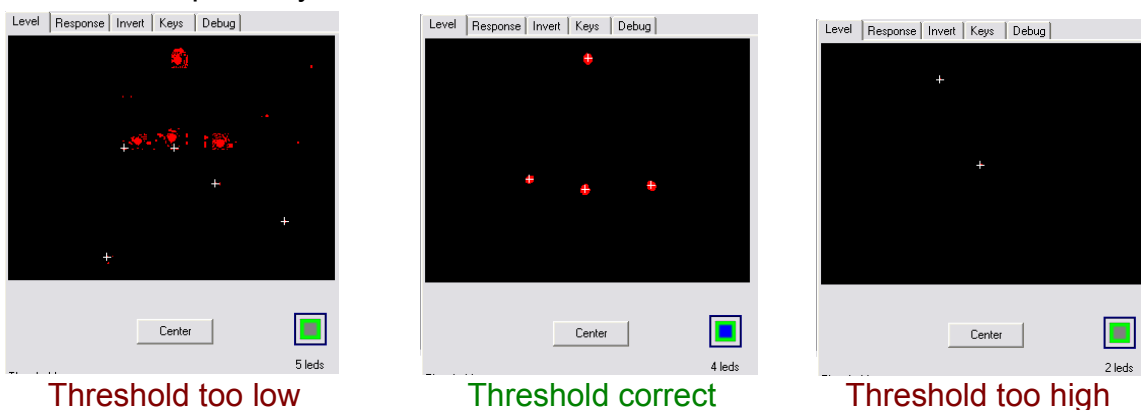 Level Response Invert Keys Debug
Center
5 leds
Threshold too low
Level Response Invert Keys Debug
Center
4 leds
Threshold correct
Level Response Invert Keys Debug
Center
2 leds
Threshold too high